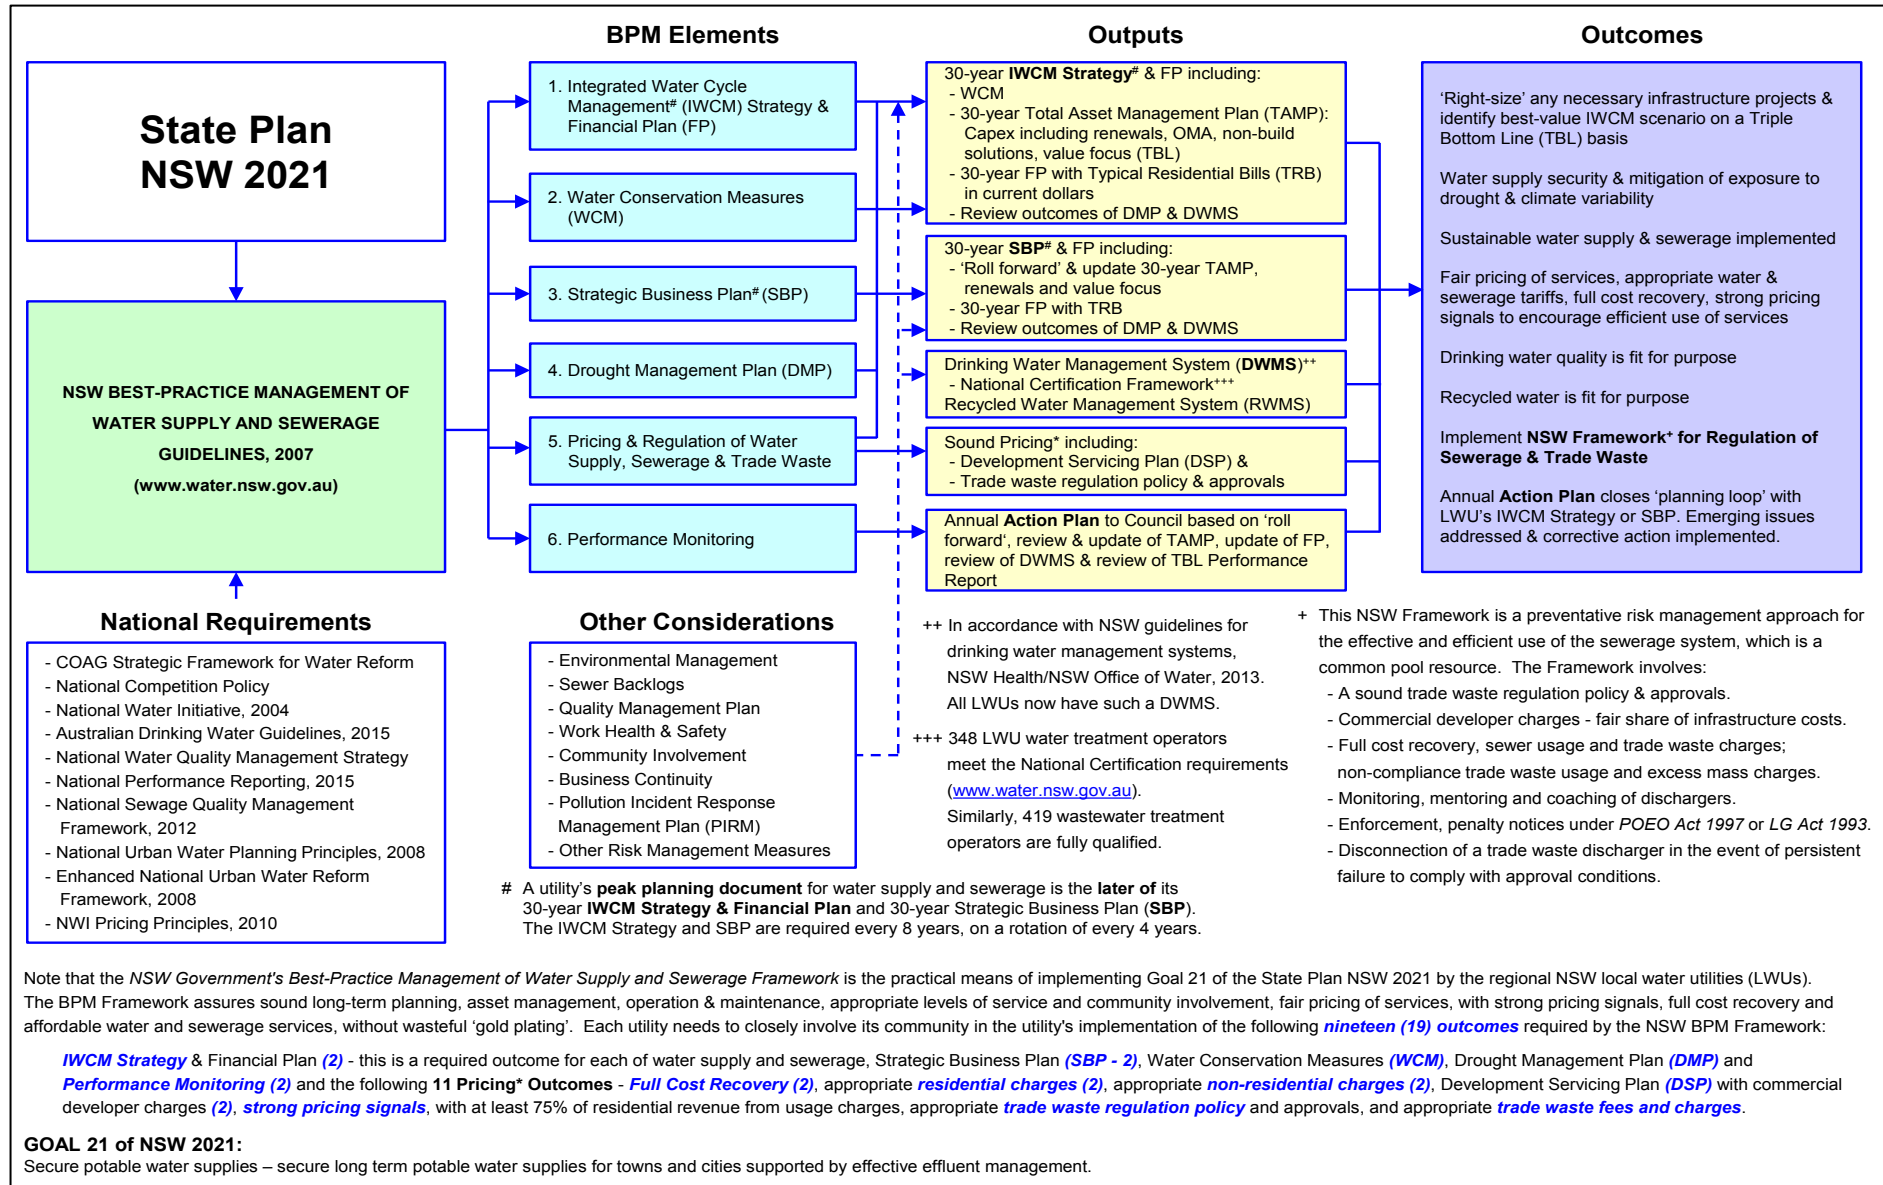 State Plan
NSW 2021
NSW BEST-PRACTICE MANAGEMENT OF
WATER SUPPLY AND SEWERAGE
GUIDELINES, 2007
(www.water.nsw.gov.au)
National Requirements
- COAG Strategic Framework for Water Reform
- National Competition Policy
- National Water Initiative, 2004
- Australian Drinking Water Guidelines, 2015
- National Water Quality Management Strategy
- National Performance Reporting, 2015
- National Sewage Quality Management
Framework, 2012
- National Urban Water Planning Principles, 2008
- Enhanced National Urban Water Reform
Framework, 2008
- NWI Pricing Principles, 2010
BPM Elements
1. Integrated Water Cycle
Management# (IWCM) Strategy &
Financial Plan (FP)
2. Water Conservation Measures
(WCM)
3. Strategic Business Plan# (SBP)
4. Drought Management Plan (DMP)
5. Pricing & Regulation of Water
Supply, Sewerage & Trade Waste
6. Performance Monitoring
Other Considerations
- Environmental Management
- Sewer Backlogs
- Quality Management Plan
- Work Health & Safety
- Community Involvement
- Business Continuity
- Pollution Incident Response
Management Plan (PIRM)
- Other Risk Management Measures
Outputs
30-year IWCM Strategy# & FP including:
- WCM
- 30-year Total Asset Management Plan (TAMP):
Capex including renewals, OMA, non-build
solutions, value focus (TBL)
- 30-year FP with Typical Residential Bills (TRB)
in current dollars
- Review outcomes of DMP & DWMS
30-year SBP# & FP including:
- ‘Roll forward’ & update 30-year TAMP,
renewals and value focus
- 30-year FP with TRB
- Review outcomes of DMP & DWMS
Drinking Water Management System (DWMS)++
- National Certification Framework+++
Recycled Water Management System (RWMS)
Sound Pricing* including:
- Development Servicing Plan (DSP) &
- Trade waste regulation policy & approvals
Annual Action Plan to Council based on ‘roll
forward‘, review & update of TAMP, update of FP,
review of DWMS & review of TBL Performance
Report
Outcomes
‘Right-size’ any necessary infrastructure projects &
identify best-value IWCM scenario on a Triple
Bottom Line (TBL) basis
Water supply security & mitigation of exposure to
drought & climate variability
Sustainable water supply & sewerage implemented
Fair pricing of services, appropriate water &
sewerage tariffs, full cost recovery, strong pricing
signals to encourage efficient use of services
Drinking water quality is fit for purpose
Recycled water is fit for purpose
Implement NSW Framework+ for Regulation of
Sewerage & Trade Waste
Annual Action Plan closes ‘planning loop’ with
LWU’s IWCM Strategy or SBP. Emerging issues
addressed & corrective action implemented.
++ In accordance with NSW guidelines for
drinking water management systems,
NSW Health/NSW Office of Water, 2013.
All LWUs now have such a DWMS.
+++ 348 LWU water treatment operators
meet the National Certification requirements
(www.water.nsw.gov.au).
Similarly, 419 wastewater treatment
operators are fully qualified.
+ This NSW Framework is a preventative risk management approach for
the effective and efficient use of the sewerage system, which is a
common pool resource. The Framework involves:
- A sound trade waste regulation policy & approvals.
- Commercial developer charges - fair share of infrastructure costs.
- Full cost recovery, sewer usage and trade waste charges;
non-compliance trade waste usage and excess mass charges.
- Monitoring, mentoring and coaching of dischargers.
- Enforcement, penalty notices under POEO Act 1997 or LG Act 1993.
- Disconnection of a trade waste discharger in the event of persistent
failure to comply with approval conditions.
# A utility’s peak planning document for water supply and sewerage is the later of its
30-year IWCM Strategy & Financial Plan and 30-year Strategic Business Plan (SBP).
The IWCM Strategy and SBP are required every 8 years, on a rotation of every 4 years.
Note that the NSW Government's Best-Practice Management of Water Supply and Sewerage Framework is the practical means of implementing Goal 21 of the State Plan NSW 2021 by the regional NSW local water utilities (LWUs).
The BPM Framework assures sound long-term planning, asset management, operation & maintenance, appropriate levels of service and community involvement, fair pricing of services, with strong pricing signals, full cost recovery and
affordable water and sewerage services, without wasteful ‘gold plating’. Each utility needs to closely involve its community in the utility's implementation of the following nineteen (19) outcomes required by the NSW BPM Framework:
IWCM Strategy & Financial Plan (2) - this is a required outcome for each of water supply and sewerage, Strategic Business Plan (SBP - 2), Water Conservation Measures (WCM), Drought Management Plan (DMP) and
Performance Monitoring (2) and the following 11 Pricing* Outcomes - Full Cost Recovery (2), appropriate residential charges (2), appropriate non-residential charges (2), Development Servicing Plan (DSP) with commercial
developer charges (2), strong pricing signals, with at least 75% of residential revenue from usage charges, appropriate trade waste regulation policy and approvals, and appropriate trade waste fees and charges.
GOAL 21 of NSW 2021:
Secure potable water supplies – secure long term potable water supplies for towns and cities supported by effective effluent management.